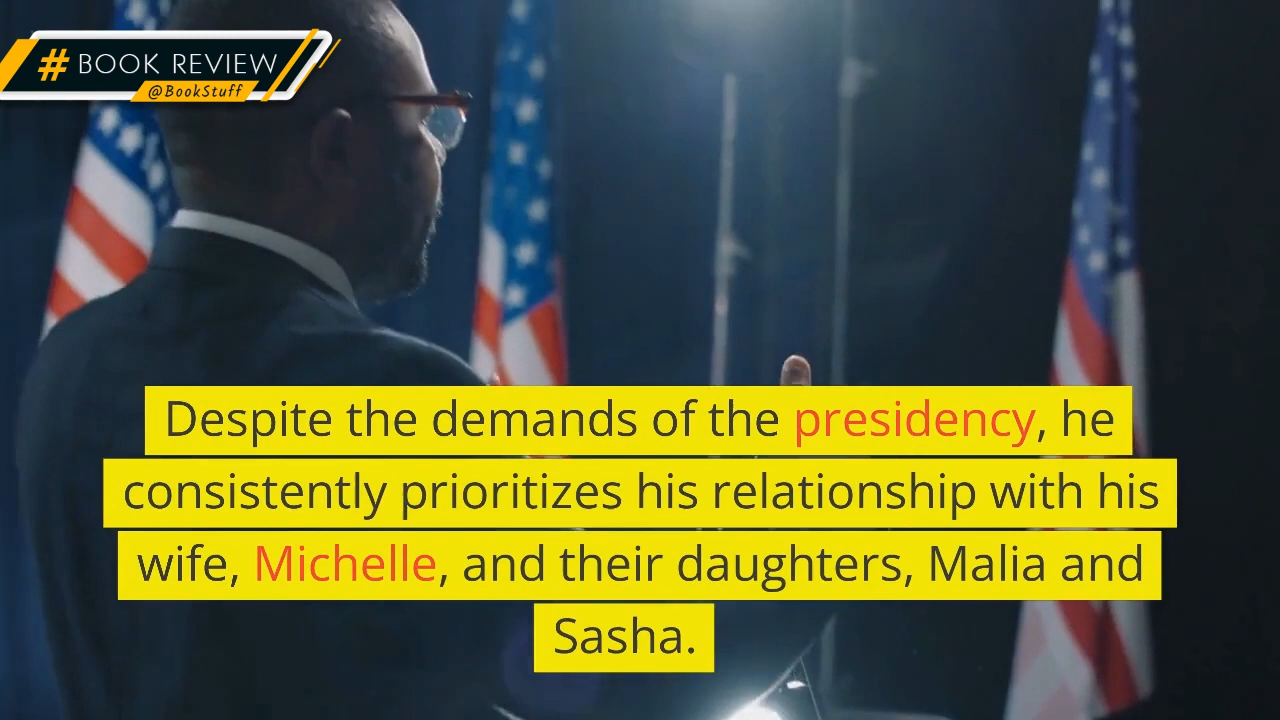 # BOOK REVIEW
@BookStuff
Despite the demands of the presidency, he
consistently prioritizes his relationship with his
wife, Michelle, and their daughters, Malia and
Sasha.